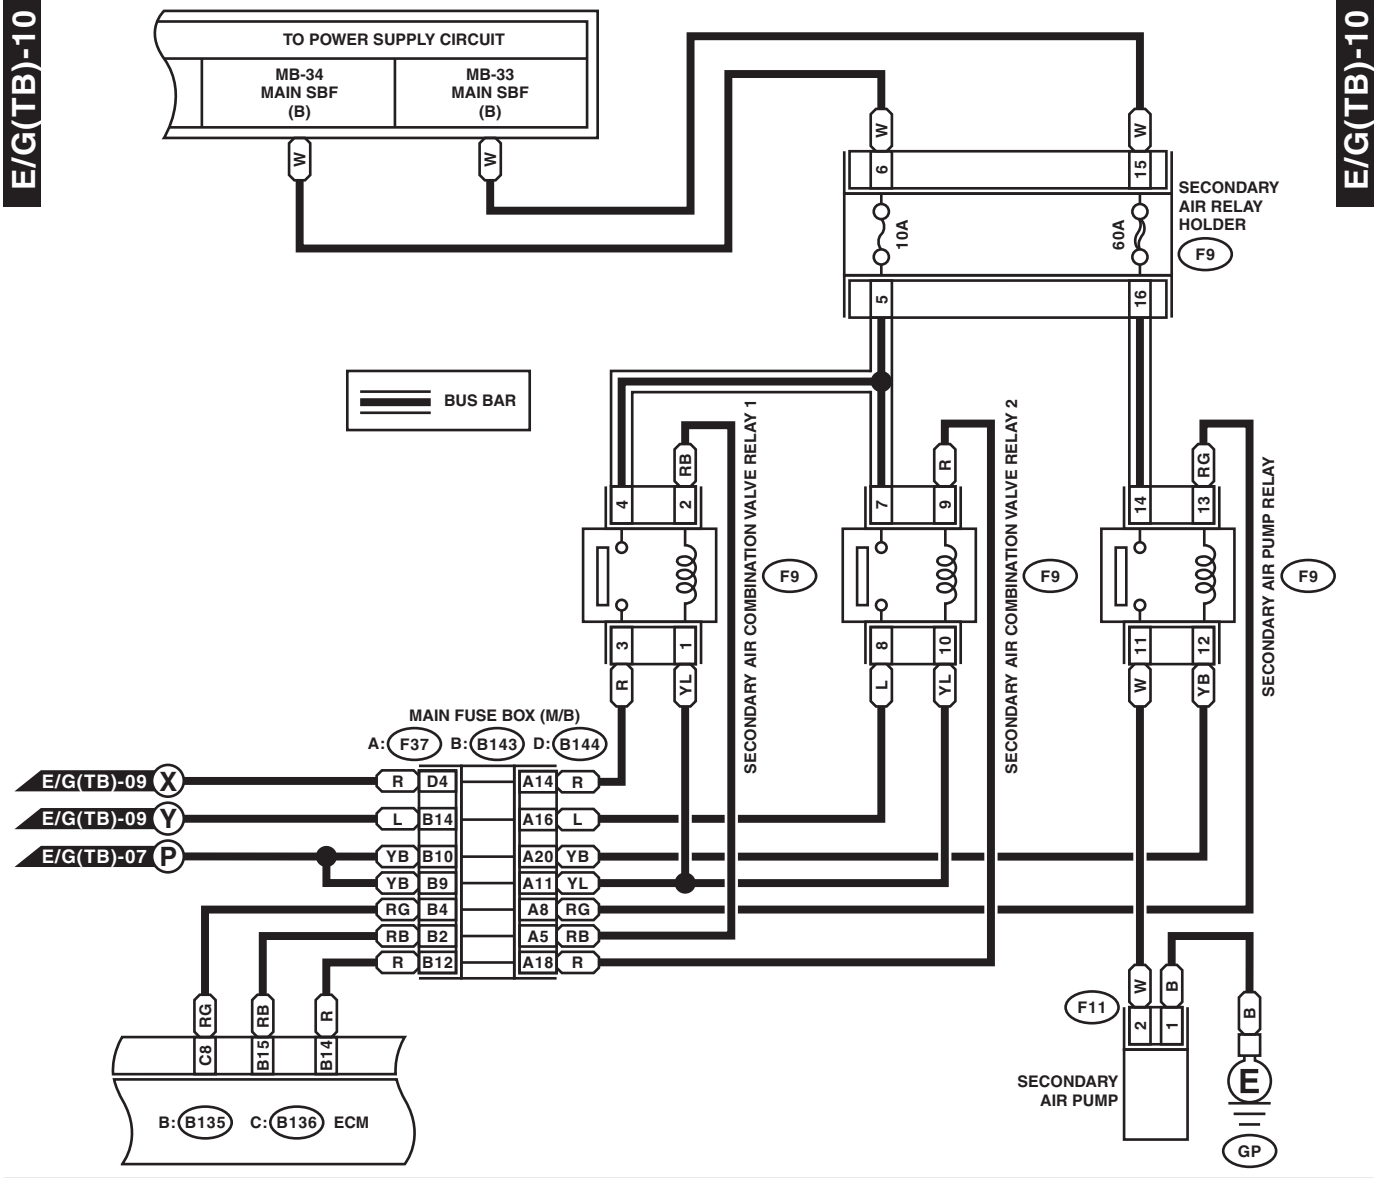 E/G(TB)-10
E/G(TB)-10
TO POWER SUPPLY CIRCUIT
MB-34
MAIN SBF
(B)
MB-33
MAIN SBF
(B)
W
W
W
W
6
15
10A
60A
SECONDARY
AIR RELAY
HOLDER
F9
5
16
BUS BAR
RB
R
RG
4
2
7
9
14
13
SECONDARY AIR COMBINATION VALVE RELAY 1
F9
SECONDARY AIR COMBINATION VALVE RELAY 2
F9
SECONDARY AIR PUMP RELAY
F9
3
1
8
10
11
12
R
YL
L
YL
W
YB
MAIN FUSE BOX (M/B)
A: F37 B: B143 D: B144
E/G(TB)-09 X R D4 A14 R
E/G(TB)-09 Y L B14 A16 L
E/G(TB)-07 P YB B10 A20 YB
YB B9 A11 YL
RG B4 A8 RG
RB B2 A5 RB
R B12 A18 R
RG
RB
R
C8
B15
B14
B: B135 C: B136 ECM
F11
W
B
2
1
SECONDARY
AIR PUMP
B
E
GP